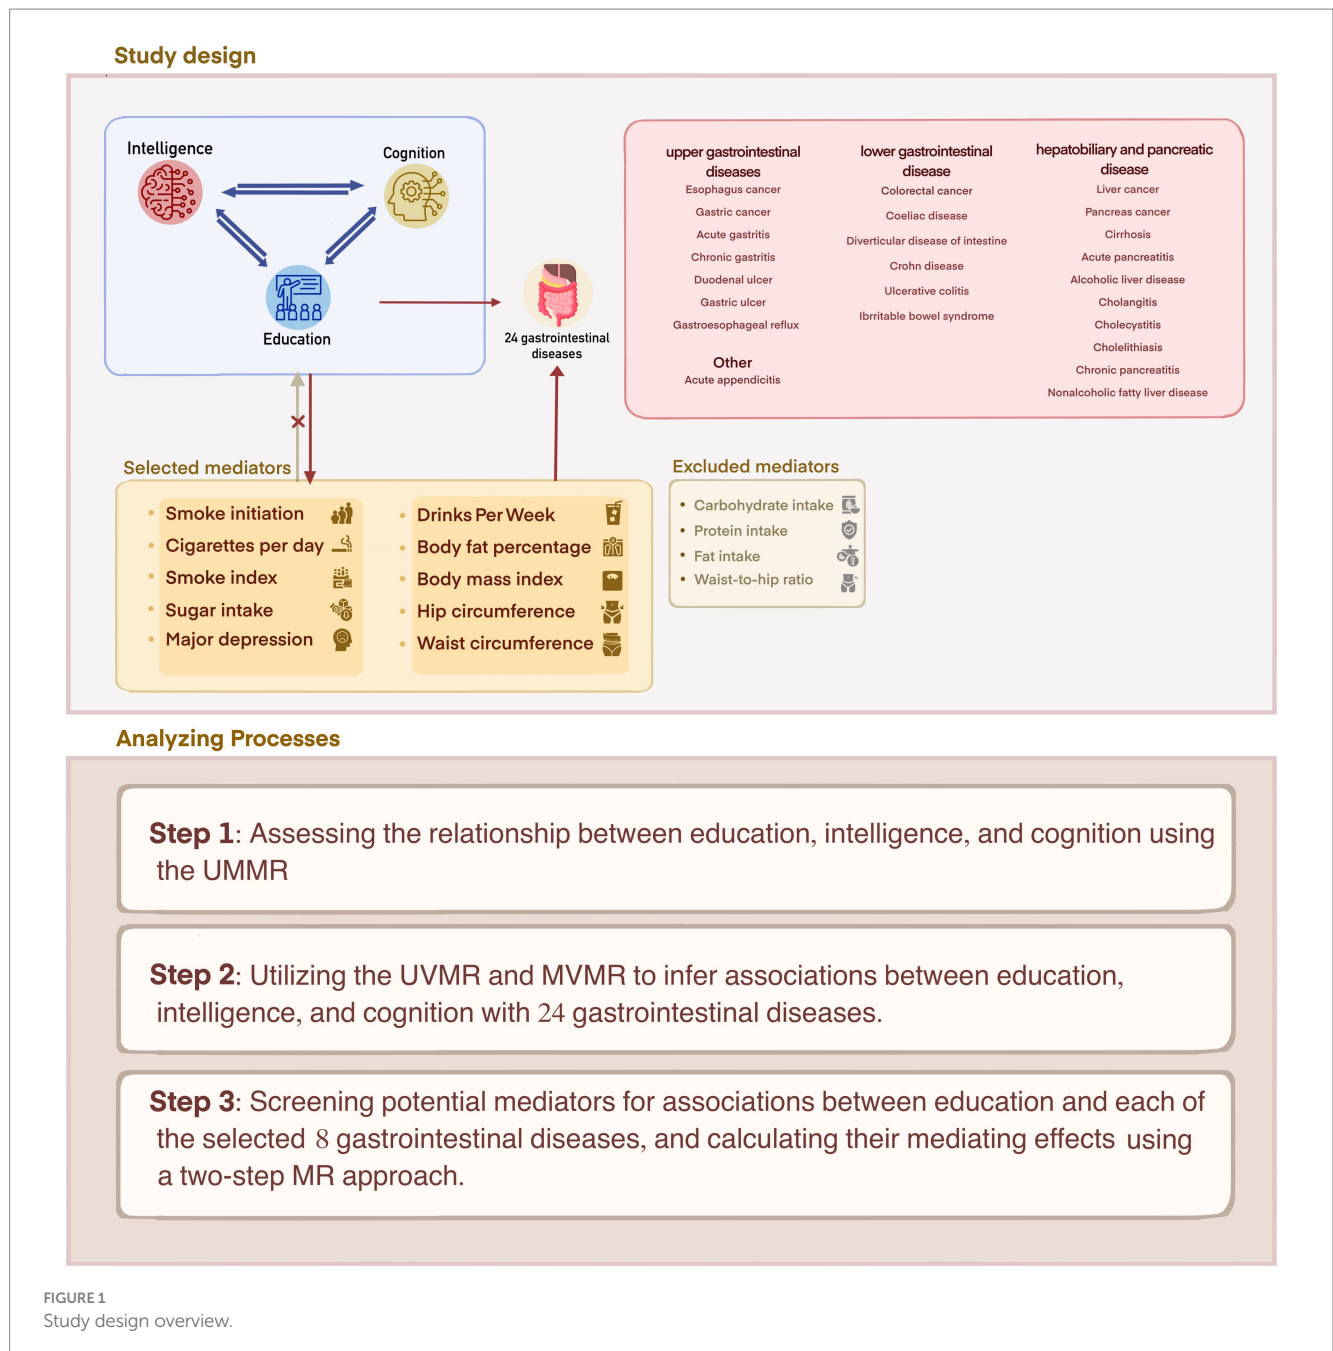 Study design
Intelligence
Cognition
Education
24 gastrointestinal
diseases
upper gastrointestinal
diseases
Esophagus cancer
Gastric cancer
Acute gastritis
Chronic gastritis
Duodenal ulcer
Gastric ulcer
Gastroesophageal reflux
Other
Acute appendicitis
lower gastrointestinal
disease
Colorectal cancer
Coeliac disease
Diverticular disease of intestine
Crohn disease
Ulcerative colitis
Ibrritable bowel syndrome
hepatobiliary and pancreatic
disease
Liver cancer
Pancreas cancer
Cirrhosis
Acute pancreatitis
Alcoholic liver disease
Cholangitis
Cholecystitis
Cholelithiasis
Chronic pancreatitis
Nonalcoholic fatty liver disease
Selected mediators
• Smoke initiation
• Cigarettes per day
• Smoke index
• Sugar intake
• Major depression
• Drinks Per Week
• Body fat percentage
• Body mass index
• Hip circumference
• Waist circumference
Excluded mediators
• Carbohydrate intake
• Protein intake
• Fat intake
• Waist-to-hip ratio
Analyzing Processes
Step 1: Assessing the relationship between education, intelligence, and cognition using
the UMMR
Step 2: Utilizing the UVMR and MVMR to infer associations between education,
intelligence, and cognition with 24 gastrointestinal diseases.
Step 3: Screening potential mediators for associations between education and each of
the selected 8 gastrointestinal diseases, and calculating their mediating effects using
a two-step MR approach.
FIGURE 1
Study design overview.